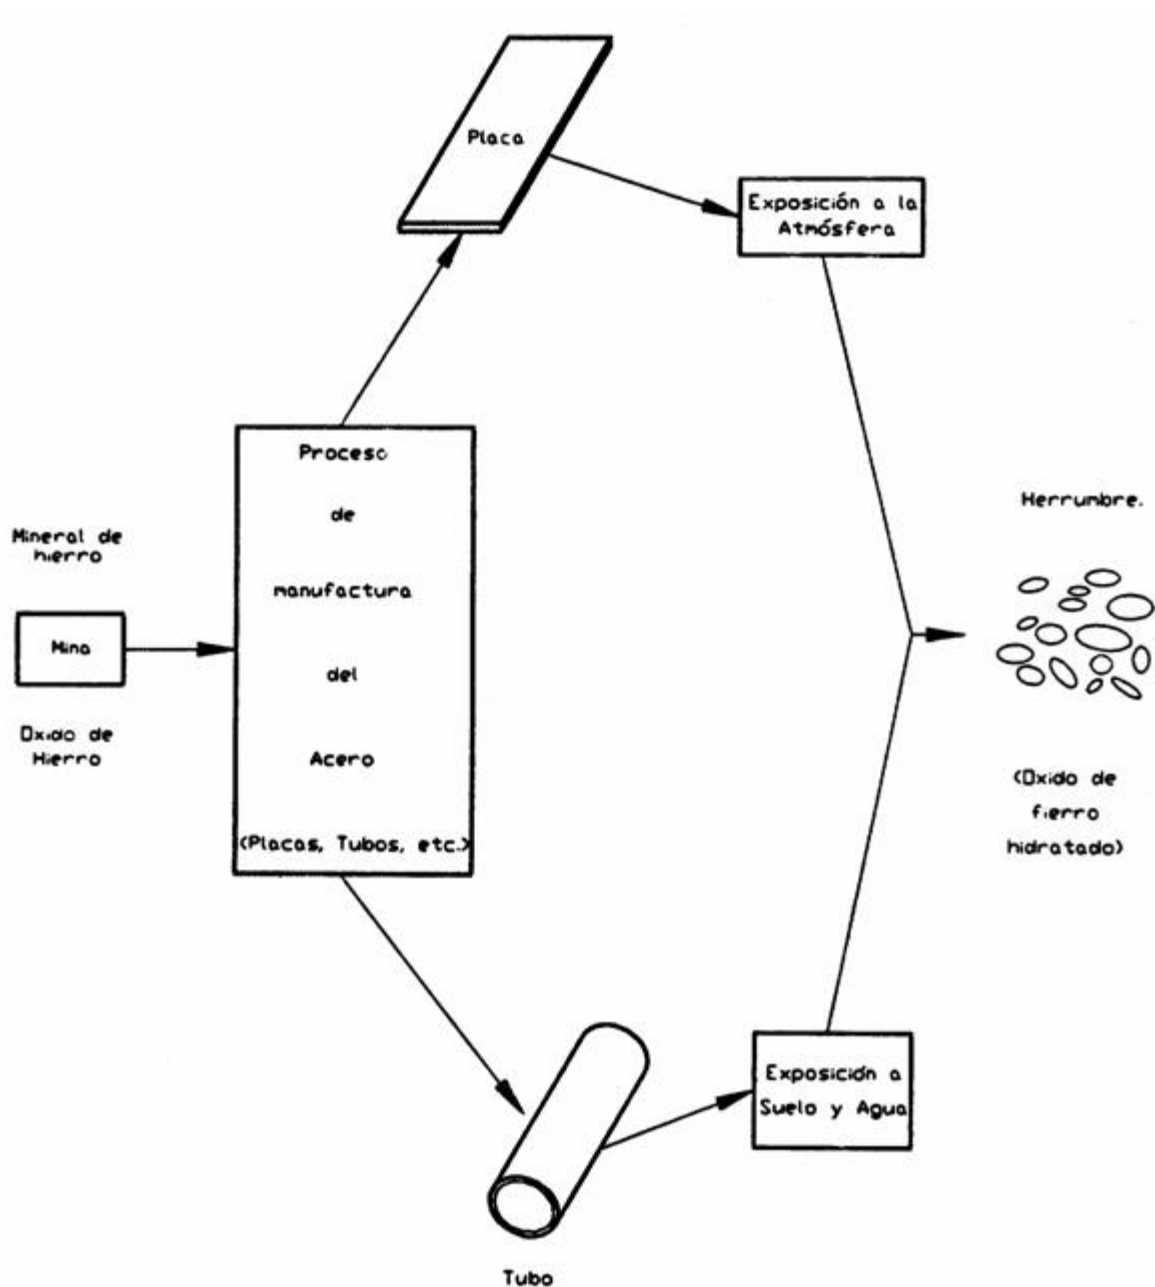 Placa
Exposición a la
Atmósfera
Proceso
de
manufactura
del
Acero
(Placas, Tubos, etc.)
Mineral de
hierro
Mina
Oxido de
Hierro
Herrumbre.
(Oxido de
fierro
hidratado)
Exposición a
Suelo y Agua
Tubo